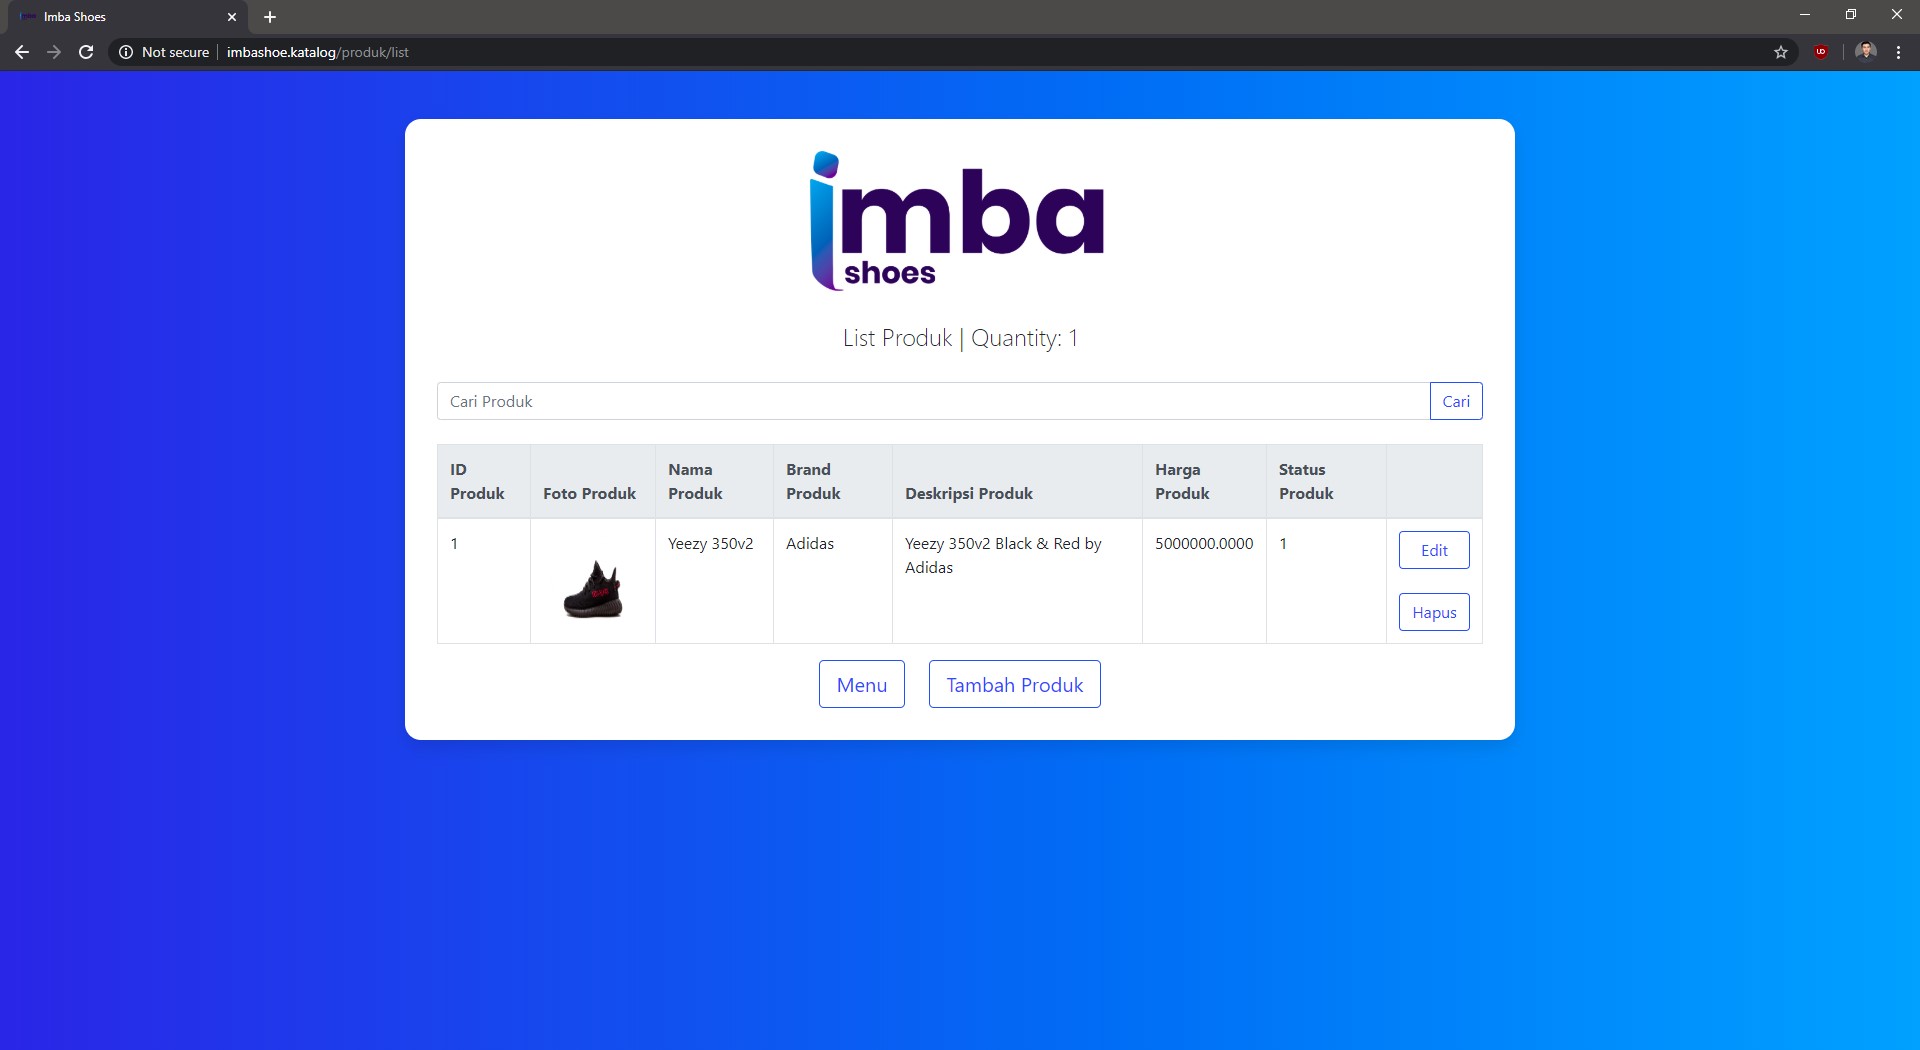 Imba Shoes
Not secure
imbashoe.katalog/produk/list
imba
shoes
List Produk | Quantity: 1
Cari Produk
Cari
ID Produk
Foto Produk
Nama Produk
Brand Produk
Deskripsi Produk
Harga Produk
Status Produk
1
Yeezy 350v2
Adidas
Yeezy 350v2 Black & Red by
Adidas
5000000.0000
1
Edit
Hapus
Menu
Tambah Produk